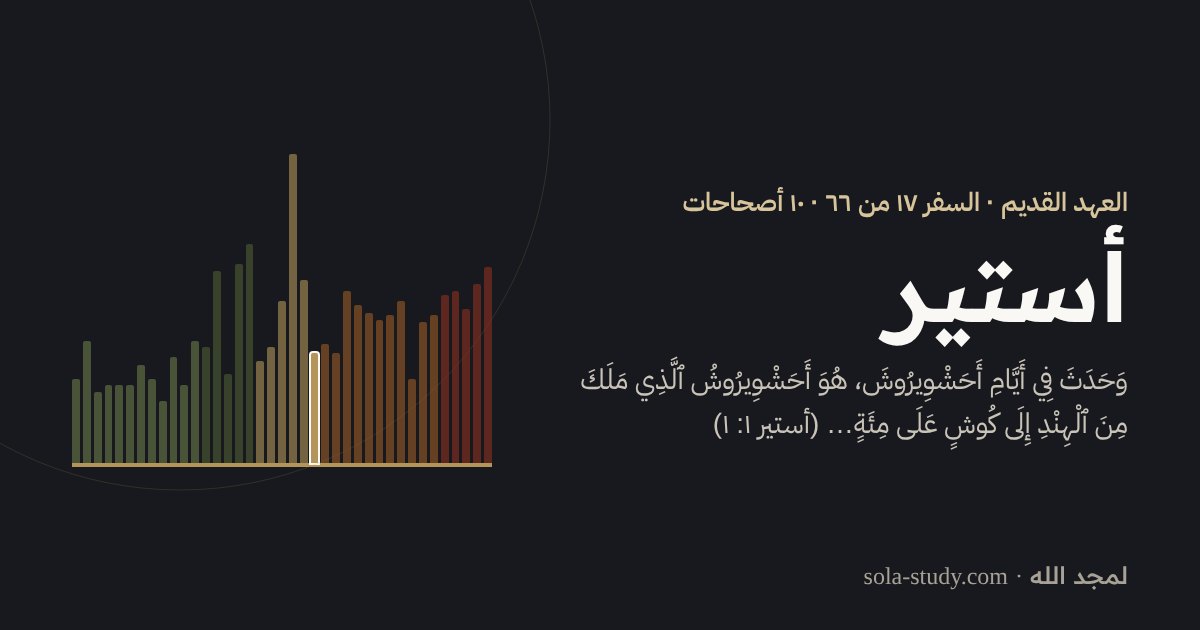 العهد القديم · السفر ١٧ من ٦٦ · ١٠ أصحاحات
أستير
وَحَدَثَ فِي أَيَّامِ أَحَشْوِيرُوشَ، هُوَ أَحَشْوِيرُوشُ ٱلَّذِي مَلَكَ
مِنَ ٱلْهِنْدِ إِلَى كُوشٍ عَلَى مِئَةٍ… (أستير ١: ١)
لمجد الله · sola-study.com